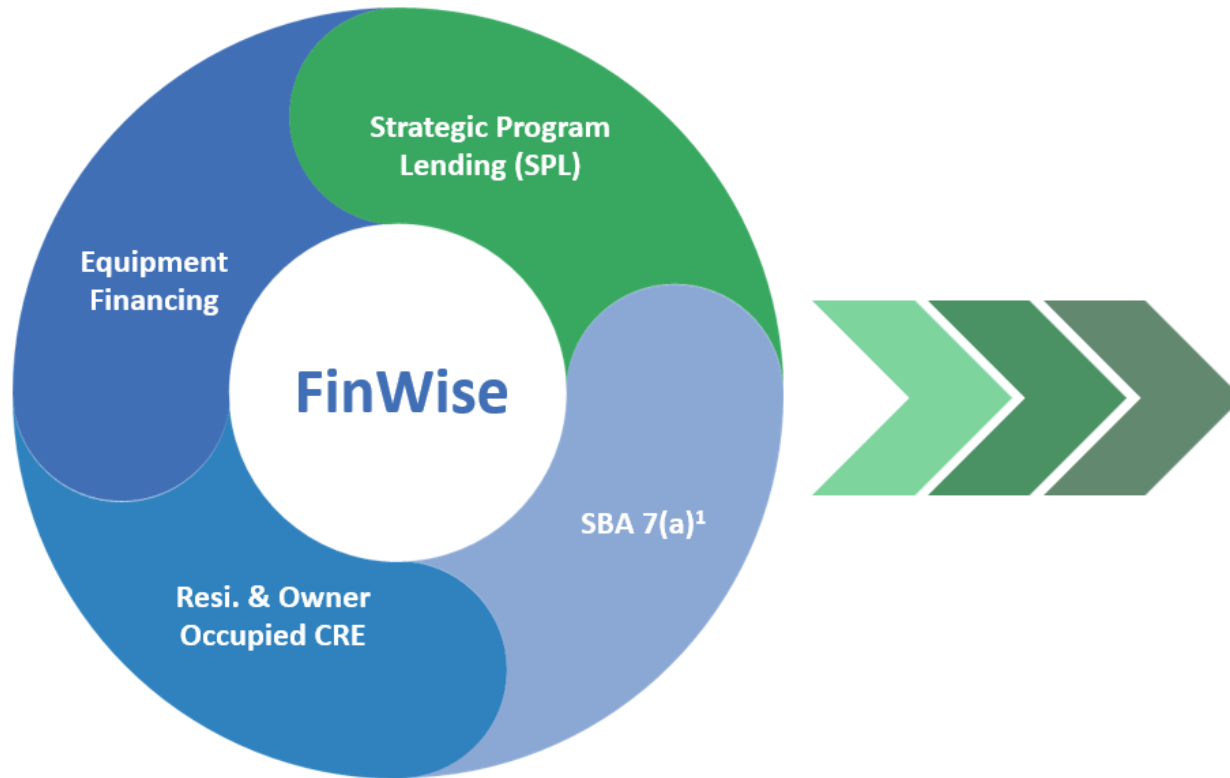 Strategic Program
Lending (SPL)
Equipment
Financing
FinWise
SBA 7(a)¹
Resi. & Owner
Occupied CRE